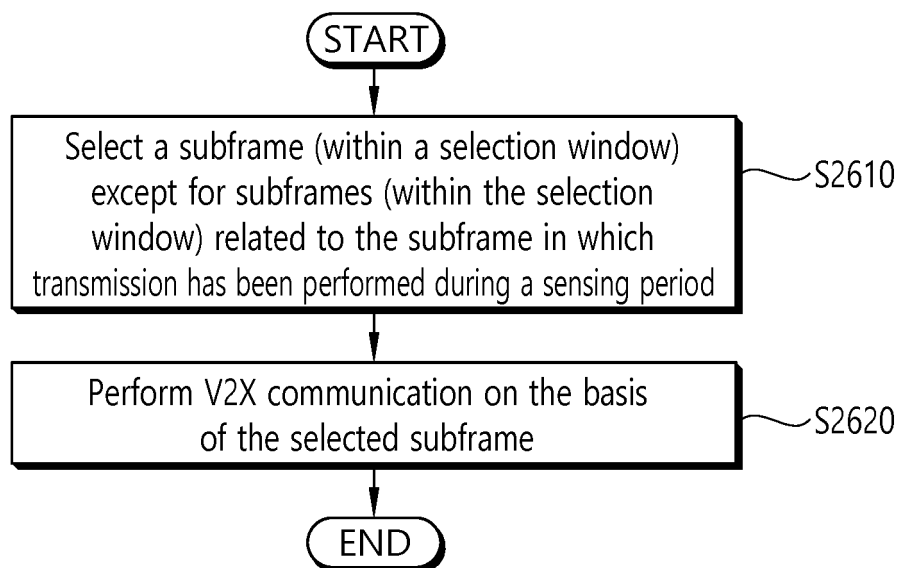 START
Select a subframe (within a selection window)
except for subframes (within the selection
window) related to the subframe in which
transmission has been performed during a sensing period
S2610
Perform V2X communication on the basis
of the selected subframe
S2620
END